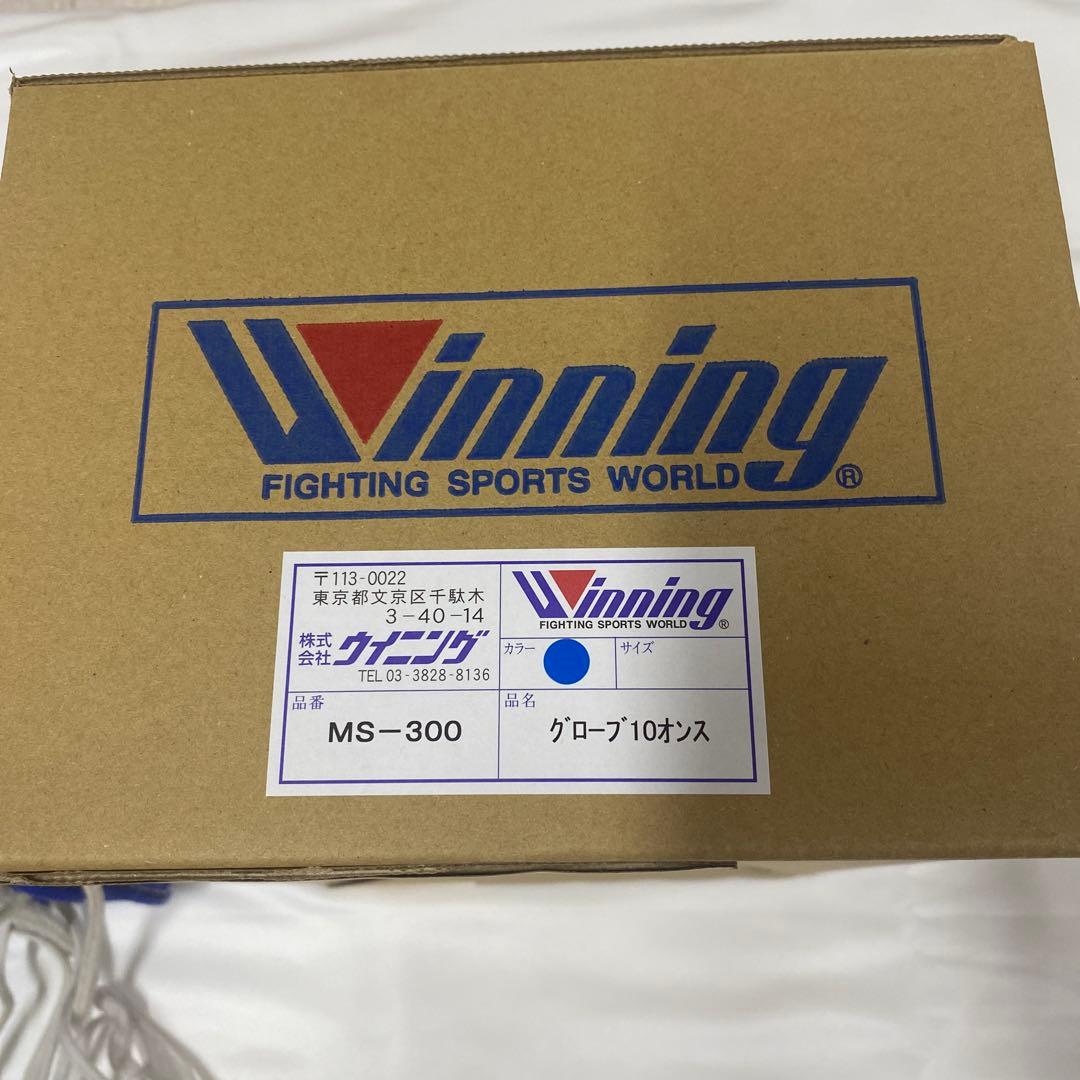 Winning®
FIGHTING SPORTS WORLD
〒113-0022
東京都文京区千駄木
3-40-14
株式会社 ウイニング
TEL 03-3828-8136
Winning®
FIGHTING SPORTS WORLD
カラー
サイズ
品番
MS-300
品名
グローブ10オンス